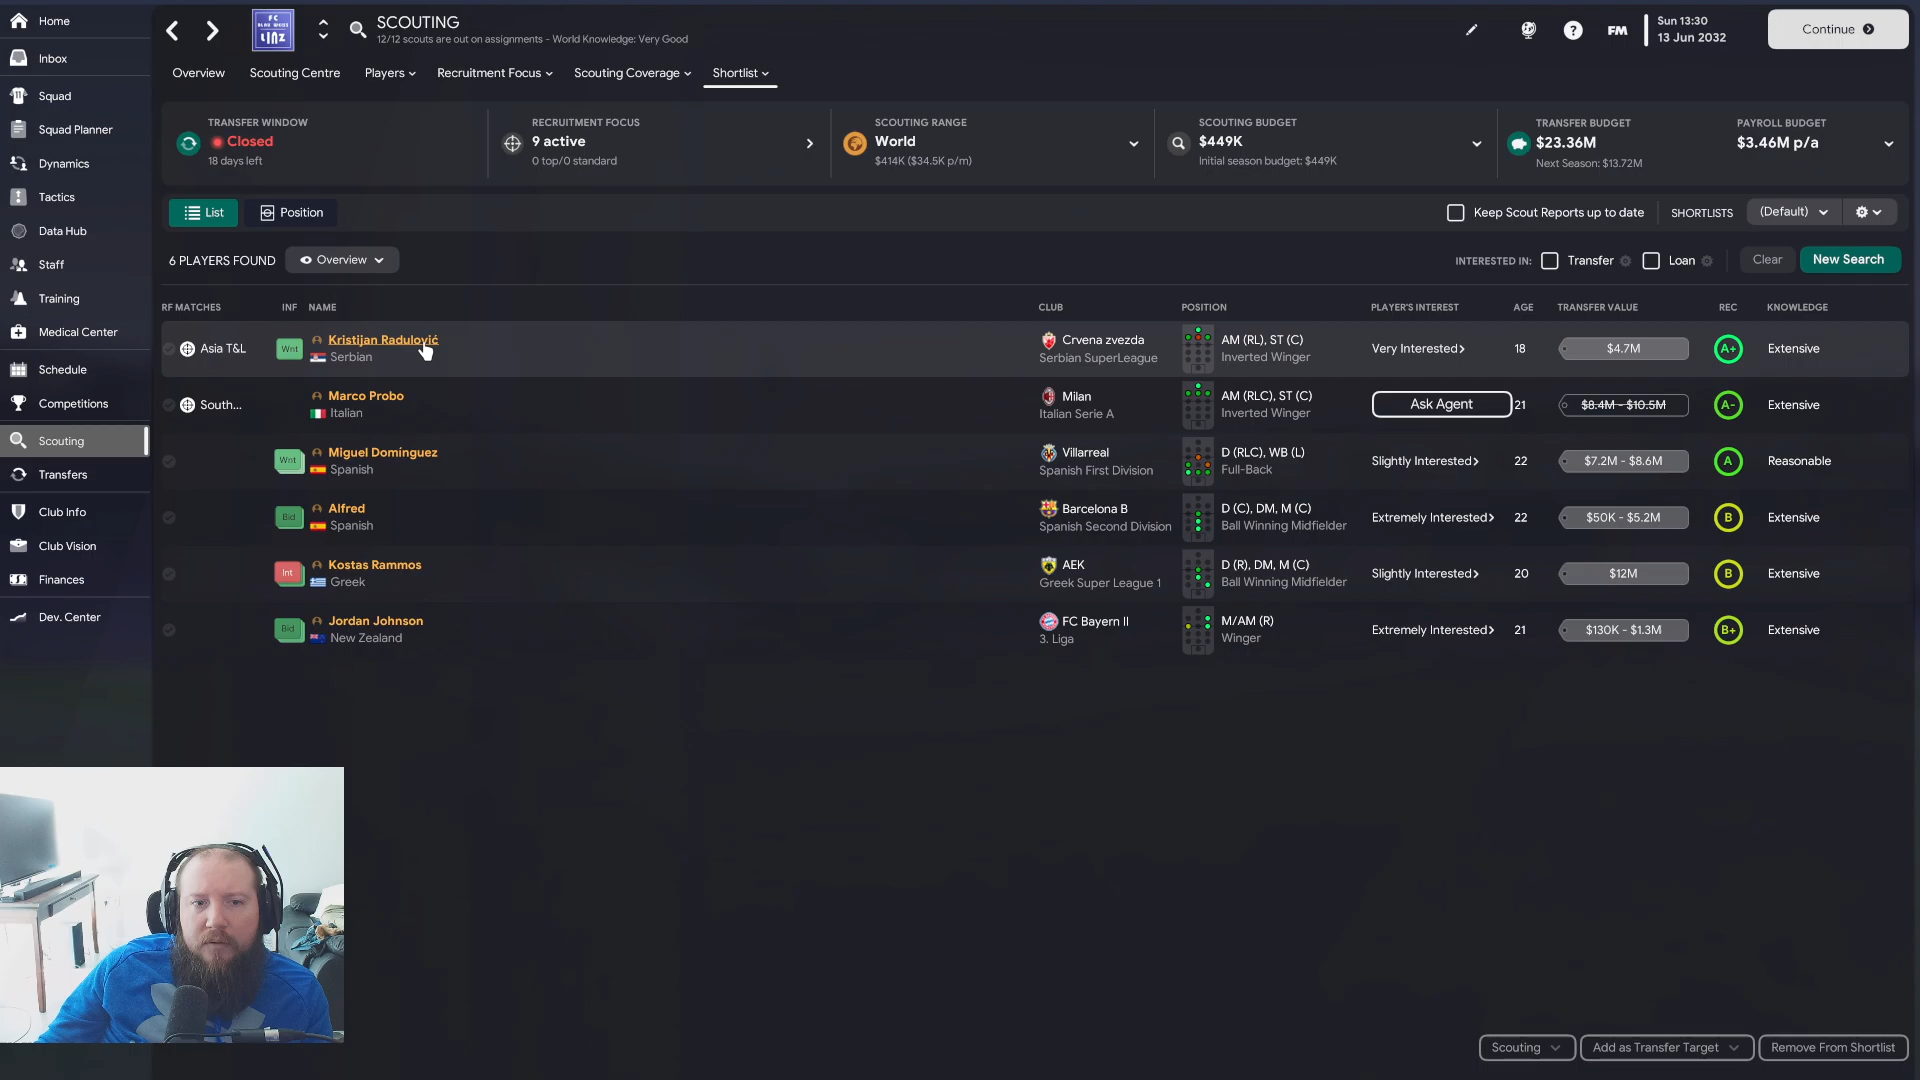 Home
Inbox
Squad
Squad Planner
Dynamics
Tactics
Data Hub
Staff
Training
Medical Center
Schedule
Competitions
Scouting
Transfers
Club Info
Club Vision
Finances
Dev. Center
FC
BLAU WEISS
LINZ
SCOUTING
12/12 scouts are out on assignments - World Knowledge: Very Good
?
FM
Sun 13:30
13 Jun 2032
Continue
Overview Scouting Centre Players Recruitment Focus Scouting Coverage Shortlist
TRANSFER WINDOW
Closed
18 days left
RECRUITMENT FOCUS
9 active
0 top/0 standard
SCOUTING RANGE
World
$414K ($34.5K p/m)
SCOUTING BUDGET
$449K
Initial season budget: $449K
TRANSFER BUDGET
$23.36M
Next Season: $13.72M
PAYROLL BUDGET
$3.46M p/a
List Position
Keep Scout Reports up to date SHORTLISTS (Default)
6 PLAYERS FOUND Overview
INTERESTED IN: Transfer Loan Clear New Search
RF MATCHES INF NAME CLUB POSITION PLAYER'S INTEREST AGE TRANSFER VALUE REC KNOWLEDGE
Asia T&L Wnt Kristijan Radulović Crvena zvezda AM (RL), ST (C) Very Interested 18 $4.7M A+ Extensive
Serbian Serbian SuperLeague Inverted Winger
South... Marco Probo Milan AM (RLC), ST (C) Ask Agent 21 $8.4M - $10.5M A- Extensive
Italian Italian Serie A Inverted Winger
Wnt Miguel Domínguez Villarreal D (RLC), WB (L) Slightly Interested 22 $7.2M - $8.6M A Reasonable
Spanish Spanish First Division Full-Back
Bid Alfred Barcelona B D (C), DM, M (C) Extremely Interested 22 $50K - $5.2M B Extensive
Spanish Spanish Second Division Ball Winning Midfielder
Int Kostas Rammos AEK D (R), DM, M (C) Slightly Interested 20 $12M B Extensive
Greek Greek Super League 1 Ball Winning Midfielder
Bid Jordan Johnson FC Bayern II M/AM (R) Extremely Interested 21 $130K - $1.3M B+ Extensive
New Zealand 3. Liga Winger
Scouting Add as Transfer Target Remove From Shortlist